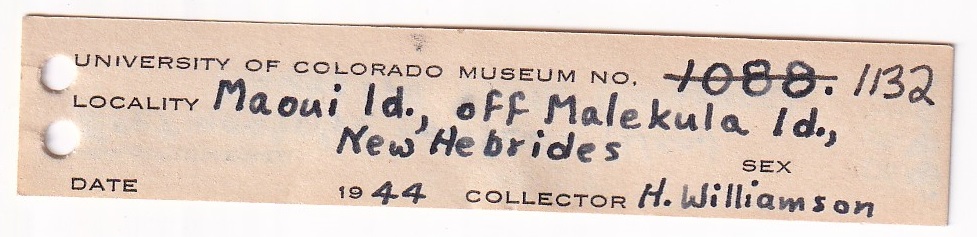 UNIVERSITY OF COLORADO MUSEUM NO. 1088. 1132
LOCALITY Maoui Id., off Malekula Id.,
New Hebrides
SEX
DATE 1944 COLLECTOR H. Williamson